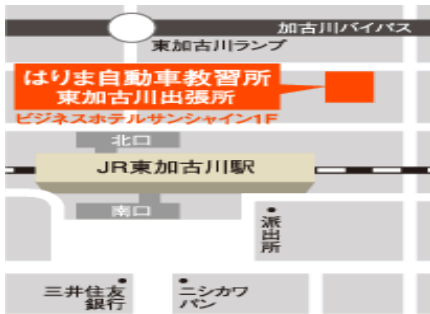 加古川バイパス
東加古川ランプ
はりま自動車教習所
東加古川出張所
ビジネスホテルサンシャイン1F
北口
JR東加古川駅
南口
派出所
三井住友
銀行
ニシカワ
パン